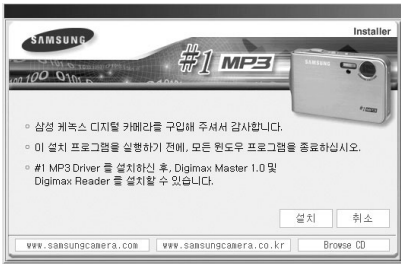 Installer
SAMSUNG
#1 MP3
100
SAMSUNG
삼성 케녹스 디지털 카메라를 구입해 주셔서 감사합니다.
이 설치 프로그램을 실행하기 전에, 모든 윈도우 프로그램을 종료하십시오.
#1 MP3 Driver 를 설치하신 후, Digimax Master 1.0 및
Digimax Reader 를 설치할 수 있습니다.
설치 취소
www.samsungcamera.com www.samsungcamera.co.kr Browse CD